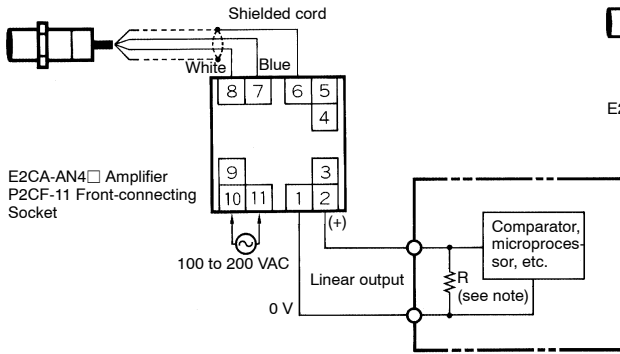 Shielded cord
White
Blue
8 7 6 5
4
9 3
10 11 1 2
E2CA-AN4□ Amplifier
P2CF-11 Front-connecting
Socket
(+)
100 to 200 VAC
Linear output
0 V
Comparator,
microproces-
sor, etc.
R
(see note)
E2